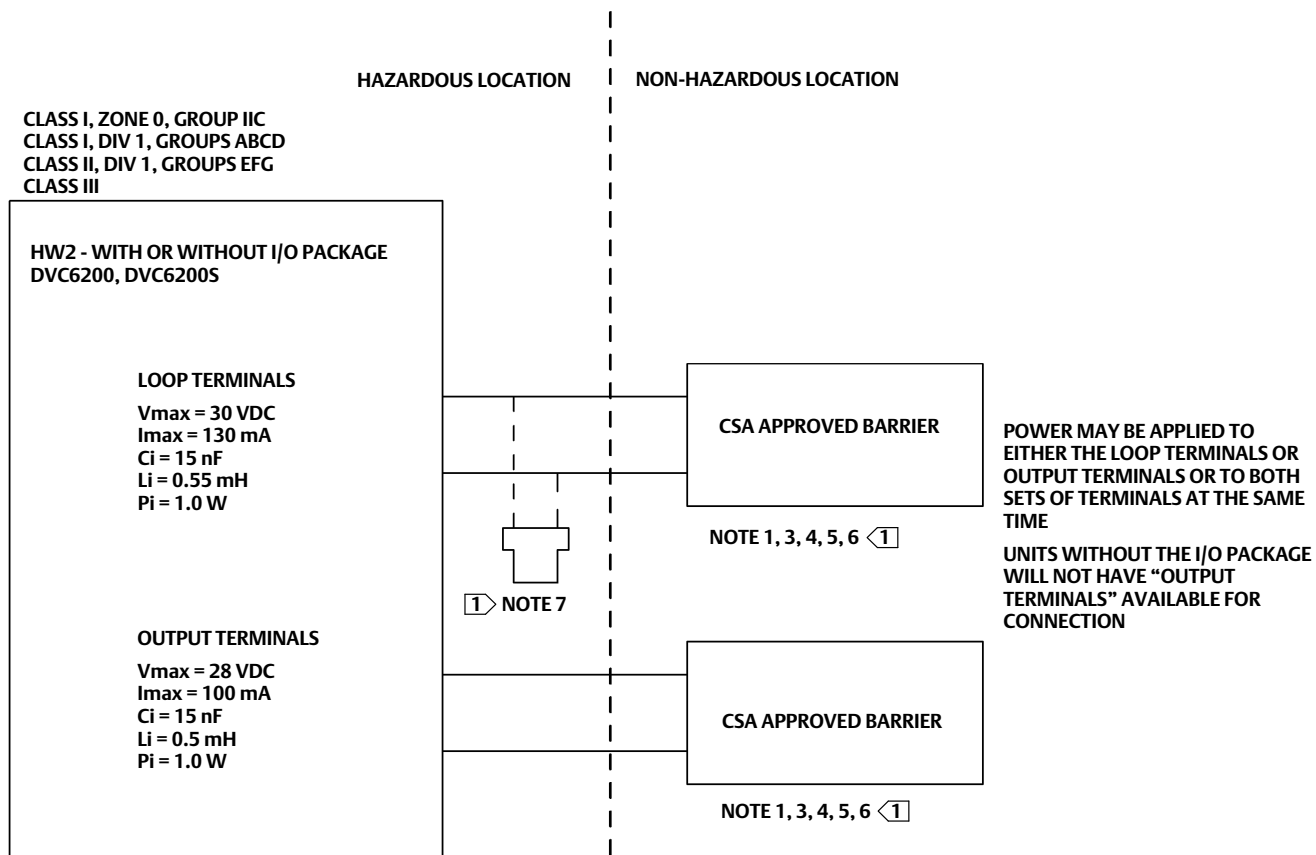 HAZARDOUS LOCATION
NON-HAZARDOUS LOCATION
CLASS I, ZONE 0, GROUP IIC
CLASS I, DIV 1, GROUPS ABCD
CLASS II, DIV 1, GROUPS EFG
CLASS III
HW2 - WITH OR WITHOUT I/O PACKAGE
DVC6200, DVC6200S
LOOP TERMINALS
Vmax = 30 VDC
Imax = 130 mA
Ci = 15 nF
Li = 0.55 mH
Pi = 1.0 W
CSA APPROVED BARRIER
NOTE 1, 3, 4, 5, 6 1
1 NOTE 7
POWER MAY BE APPLIED TO
EITHER THE LOOP TERMINALS OR
OUTPUT TERMINALS OR TO BOTH
SETS OF TERMINALS AT THE SAME
TIME
UNITS WITHOUT THE I/O PACKAGE
WILL NOT HAVE “OUTPUT
TERMINALS” AVAILABLE FOR
CONNECTION
OUTPUT TERMINALS
Vmax = 28 VDC
Imax = 100 mA
Ci = 15 nF
Li = 0.5 mH
Pi = 1.0 W
CSA APPROVED BARRIER
NOTE 1, 3, 4, 5, 6 1